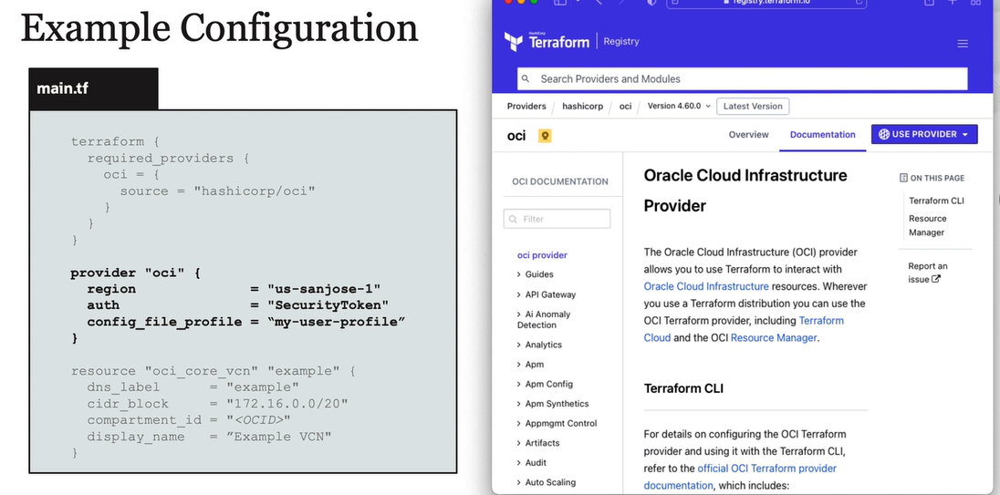 Example Configuration
main.tf
terraform {
required_providers {
oci = {
source = "hashicorp/oci"
}
}
}
provider "oci" {
region = "us-sanjose-1"
auth = "SecurityToken"
config_file_profile = “my-user-profile”
}
resource "oci_core_vcn" "example" {
dns_label = "example"
cidr_block = "172.16.0.0/20"
compartment_id = "<OCID>"
display_name = ”Example VCN"
}
registry.terraform.io
HashiCorp
Terraform
Registry
Search Providers and Modules
Providers / hashicorp / oci / Version 4.60.0 Latest Version
oci
Overview Documentation USE PROVIDER
OCI DOCUMENTATION
Filter
oci provider
Guides
API Gateway
Ai Anomaly
Detection
Analytics
Apm
Apm Config
Apm Synthetics
Appmgmt Control
Artifacts
Audit
Auto Scaling
Oracle Cloud Infrastructure
Provider
The Oracle Cloud Infrastructure (OCI) provider
allows you to use Terraform to interact with
Oracle Cloud Infrastructure resources. Wherever
you use a Terraform distribution you can use the
OCI Terraform provider, including Terraform
Cloud and the OCI Resource Manager.
Terraform CLI
For details on configuring the OCI Terraform
provider and using it with the Terraform CLI,
refer to the official OCI Terraform provider
documentation, which includes:
ON THIS PAGE
Terraform CLI
Resource
Manager
Report an
issue